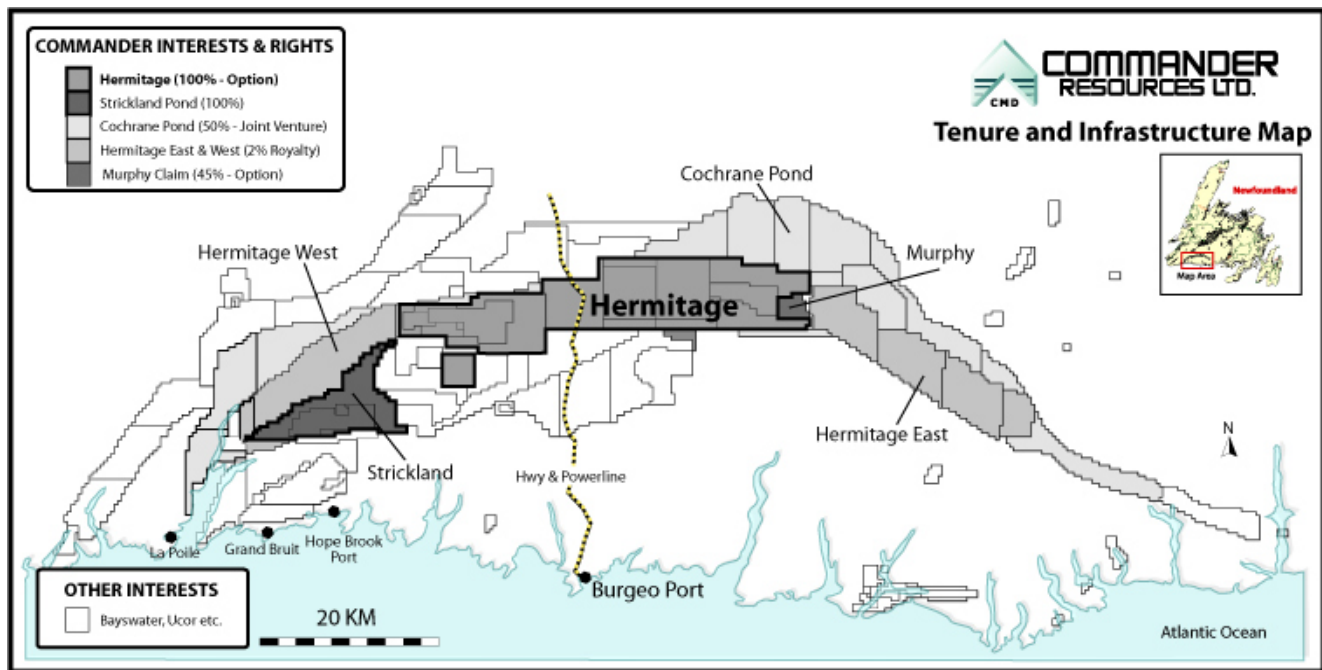 COMMANDER INTERESTS & RIGHTS
Hermitage (100% - Option)
Strickland Pond (100%)
Cochrane Pond (50% - Joint Venture)
Hermitage East & West (2% Royalty)
Murphy Claim (45% - Option)
CMD
COMMANDER
RESOURCES LTD.
Tenure and Infrastructure Map
Newfoundland
Map Area
Cochrane Pond
Hermitage West
Murphy
Hermitage
Strickland
Hermitage East
N
Hwy & Powerline
La Poile
Grand Bruit
Hope Brook
Port
Burgeo Port
OTHER INTERESTS
Bayswater, Ucor etc.
20 KM
Atlantic Ocean